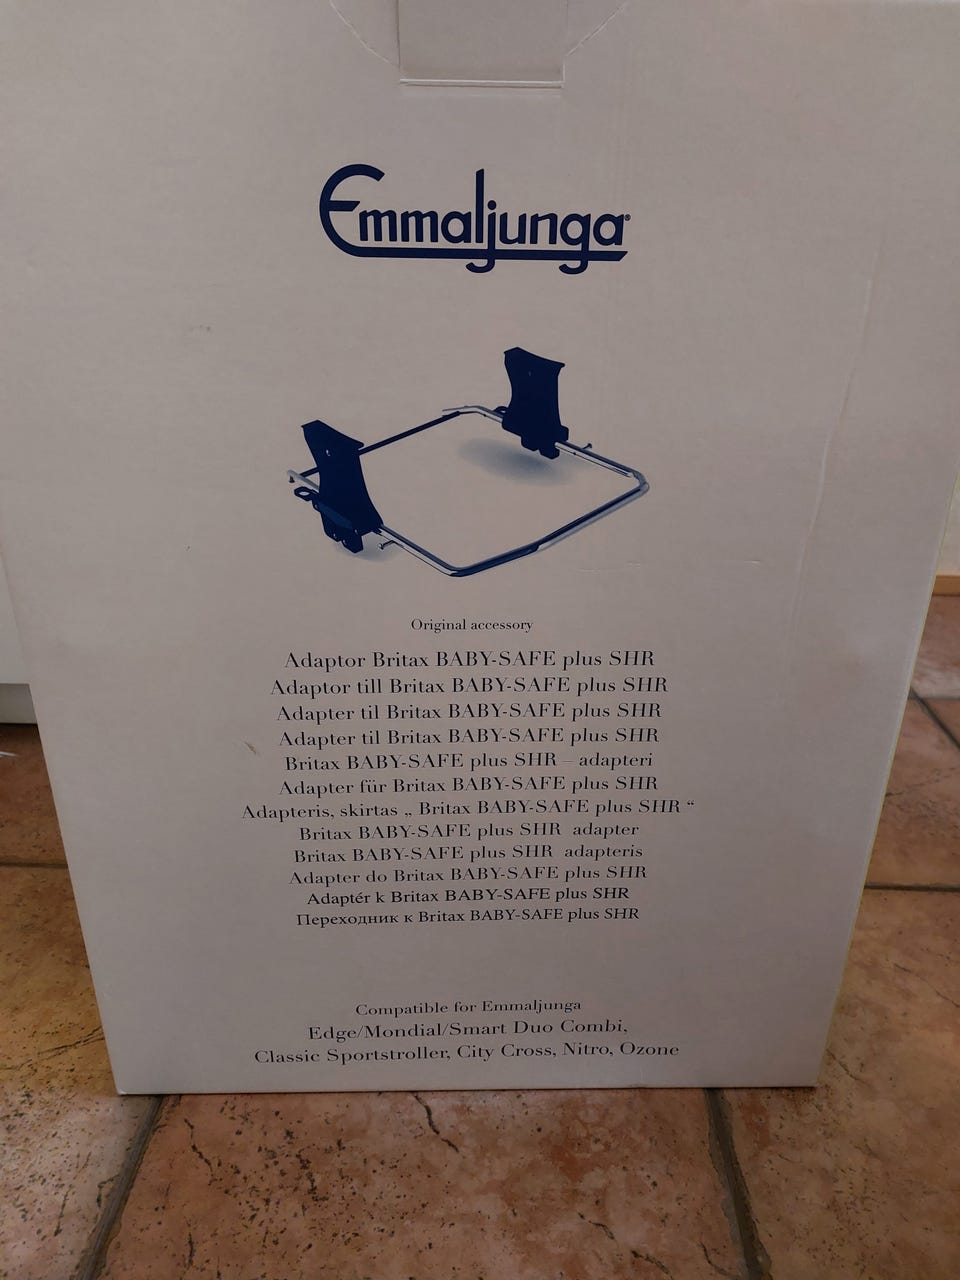 Emmaljunga®
Original accessory
Adaptor Britax BABY-SAFE plus SHR
Adaptor till Britax BABY-SAFE plus SHR
Adapter til Britax BABY-SAFE plus SHR
Adapter til Britax BABY-SAFE plus SHR
Britax BABY-SAFE plus SHR – adapteri
Adapter für Britax BABY-SAFE plus SHR
Adapteris, skirtas „ Britax BABY-SAFE plus SHR “
Britax BABY-SAFE plus SHR adapter
Britax BABY-SAFE plus SHR adapteris
Adapter do Britax BABY-SAFE plus SHR
Adaptér k Britax BABY-SAFE plus SHR
Переходник к Britax BABY-SAFE plus SHR
Compatible for Emmaljunga
Edge/Mondial/Smart Duo Combi,
Classic Sportstroller, City Cross, Nitro, Ozone